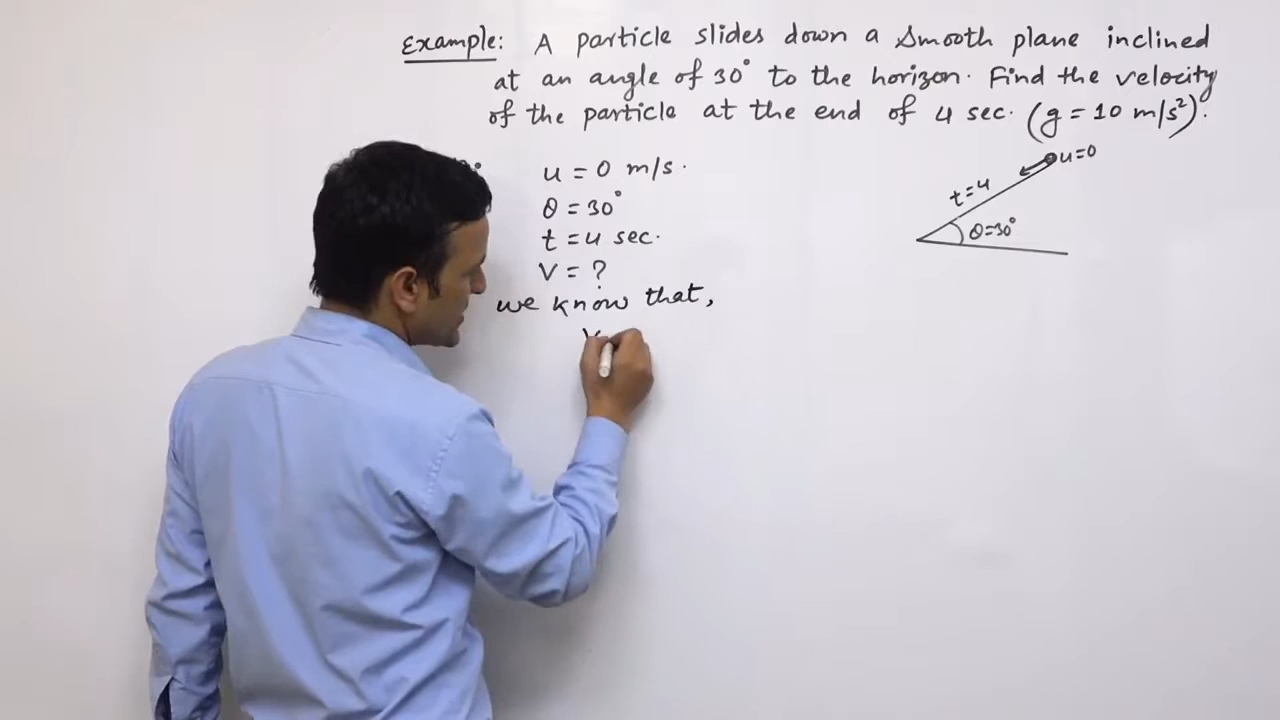 Example: A particle slides down a smooth plane inclined
at an angle of 30° to the horizon. Find the velocity
of the particle at the end of 4 sec. (g = 10 m/s²).
u = 0 m/s.
θ = 30°
t = 4 sec.
V = ?
we know that,
u=0
t=4
θ=30°